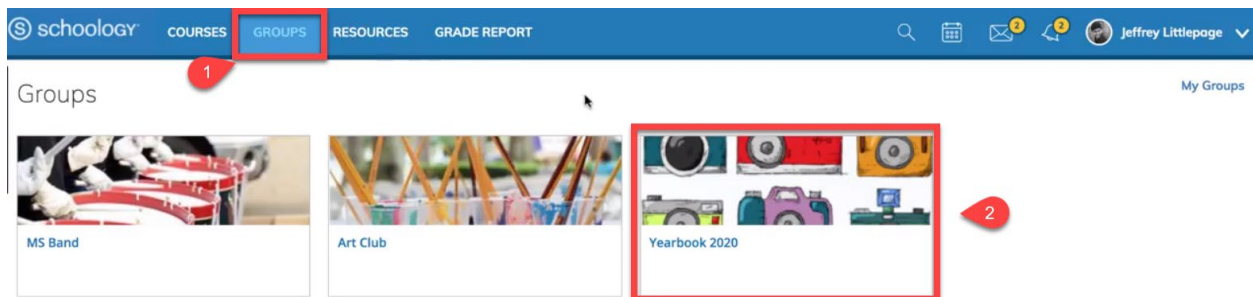 schoology COURSES GROUPS RESOURCES GRADE REPORT 2 2 Jeffrey Littlepage
1
Groups My Groups
2
MS Band Art Club Yearbook 2020